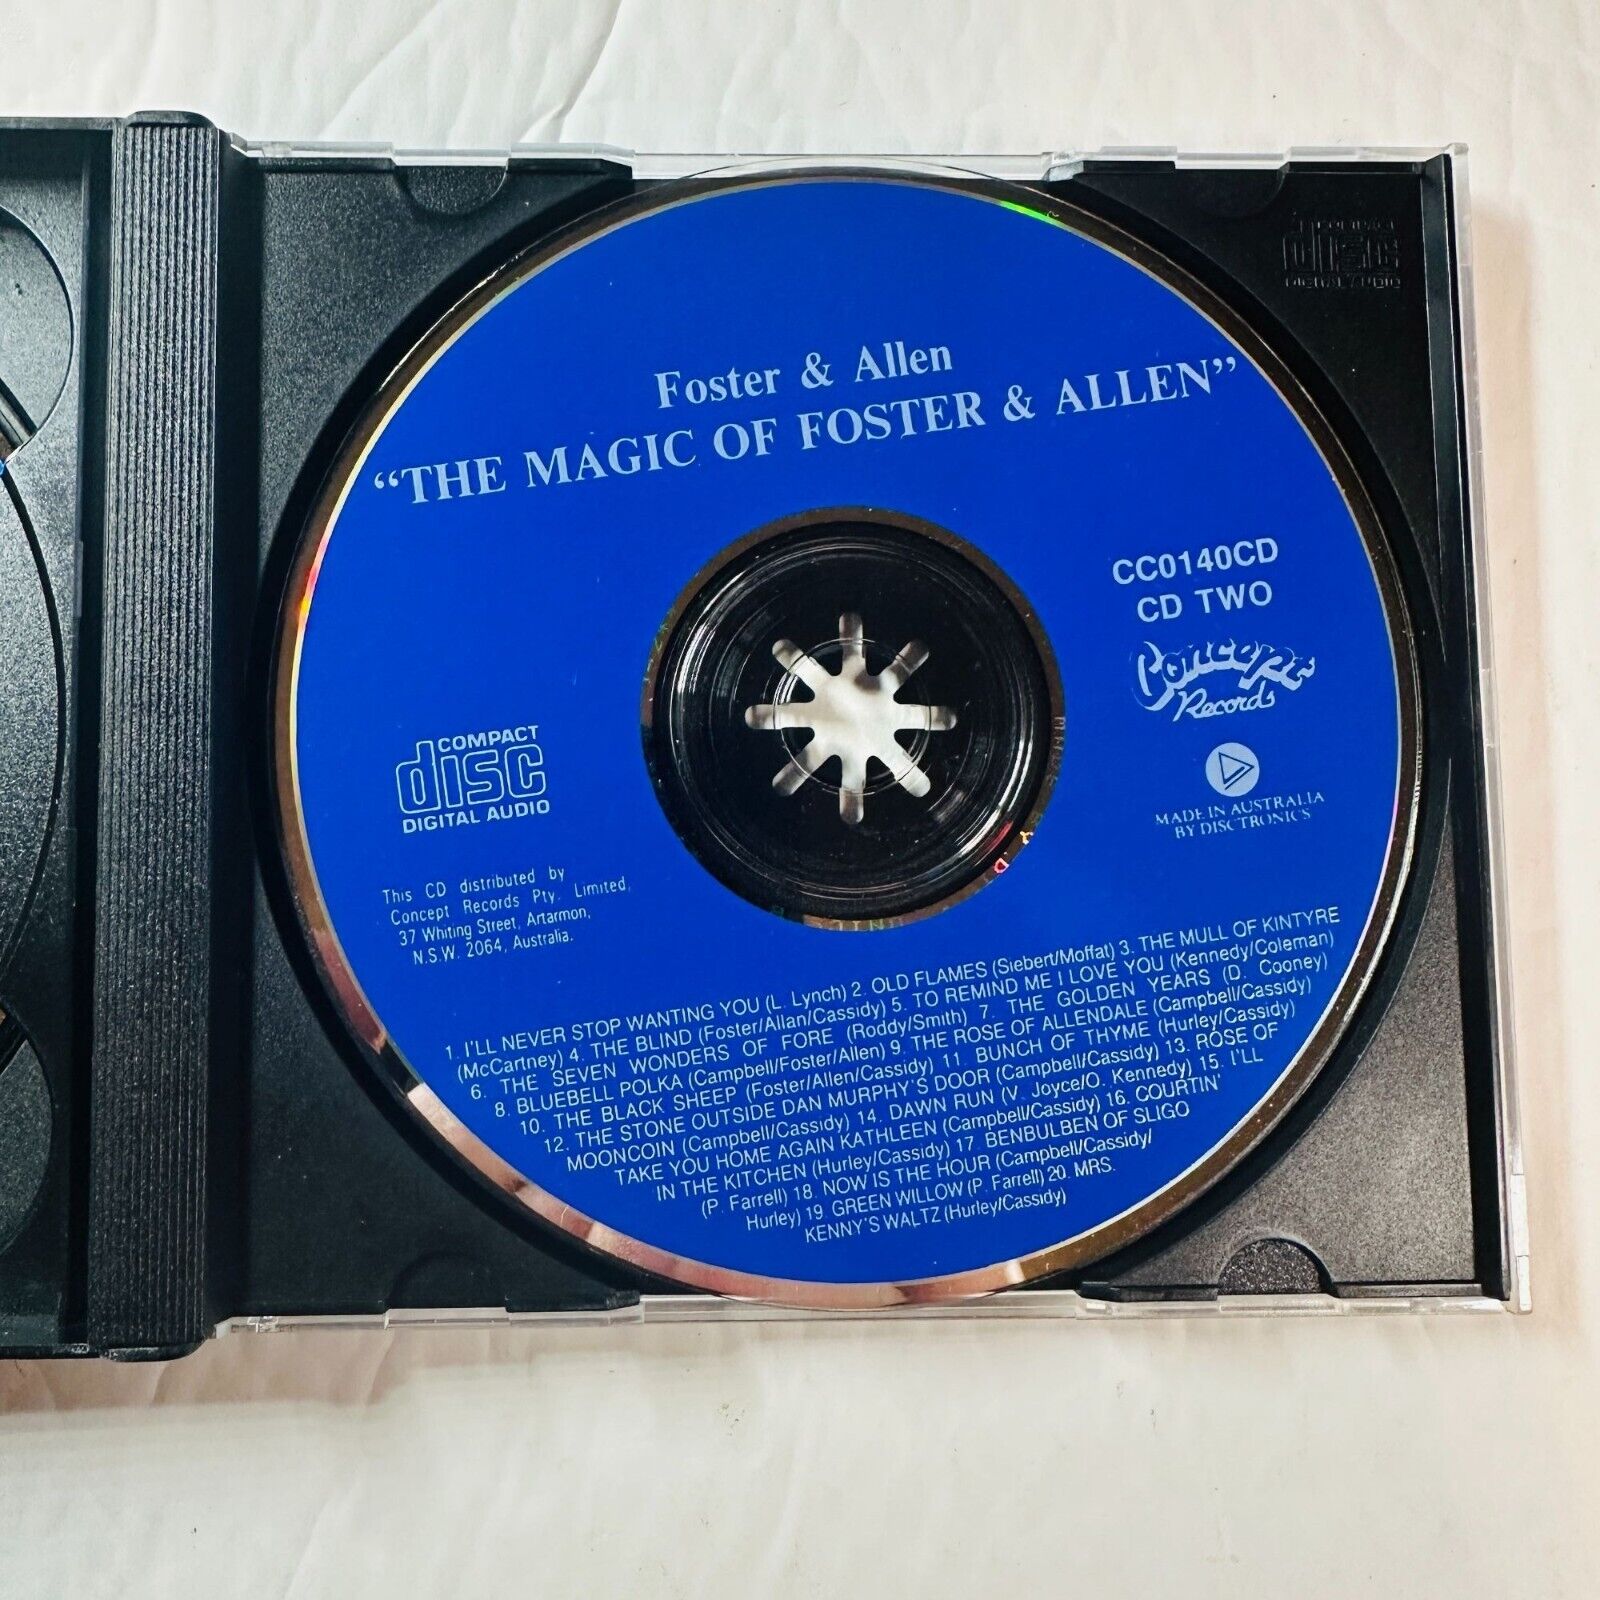 Foster & Allen
“THE MAGIC OF FOSTER & ALLEN”
CC0140CD
CD TWO
Concept
Records
COMPACT
disc
DIGITAL AUDIO
MADE IN AUSTRALIA
BY DISCTRONICS
This CD distributed by
Concept Records Pty. Limited,
37 Whiting Street, Artarmon,
N.S.W. 2064, Australia.
1. I'LL NEVER STOP WANTING YOU (L. Lynch) 2. OLD FLAMES (Siebert/Moffat) 3. THE MULL OF KINTYRE
(McCartney) 4. THE BLIND (Foster/Allan/Cassidy) 5. TO REMIND ME I LOVE YOU (Kennedy/Coleman)
6. THE SEVEN WONDERS OF FORE (Roddy/Smith) 7. THE GOLDEN YEARS (D. Cooney)
8. BLUEBELL POLKA (Campbell/Foster/Allen) 9. THE ROSE OF ALLENDALE (Campbell/Cassidy)
10. THE BLACK SHEEP (Foster/Allen/Cassidy) 11. BUNCH OF THYME (Hurley/Cassidy)
12. THE STONE OUTSIDE DAN MURPHY'S DOOR (Campbell/Cassidy) 13. ROSE OF
MOONCOIN (Campbell/Cassidy) 14. DAWN RUN (V. Joyce/O. Kennedy) 15. I'LL
TAKE YOU HOME AGAIN KATHLEEN (Campbell/Cassidy) 16. COURTIN'
IN THE KITCHEN (Hurley/Cassidy) 17. BENBULBEN OF SLIGO
(P. Farrell) 18. NOW IS THE HOUR (Campbell/Cassidy/
Hurley) 19. GREEN WILLOW (P. Farrell) 20. MRS.
KENNY'S WALTZ (Hurley/Cassidy)
COMPACT
disc
DIGITAL AUDIO